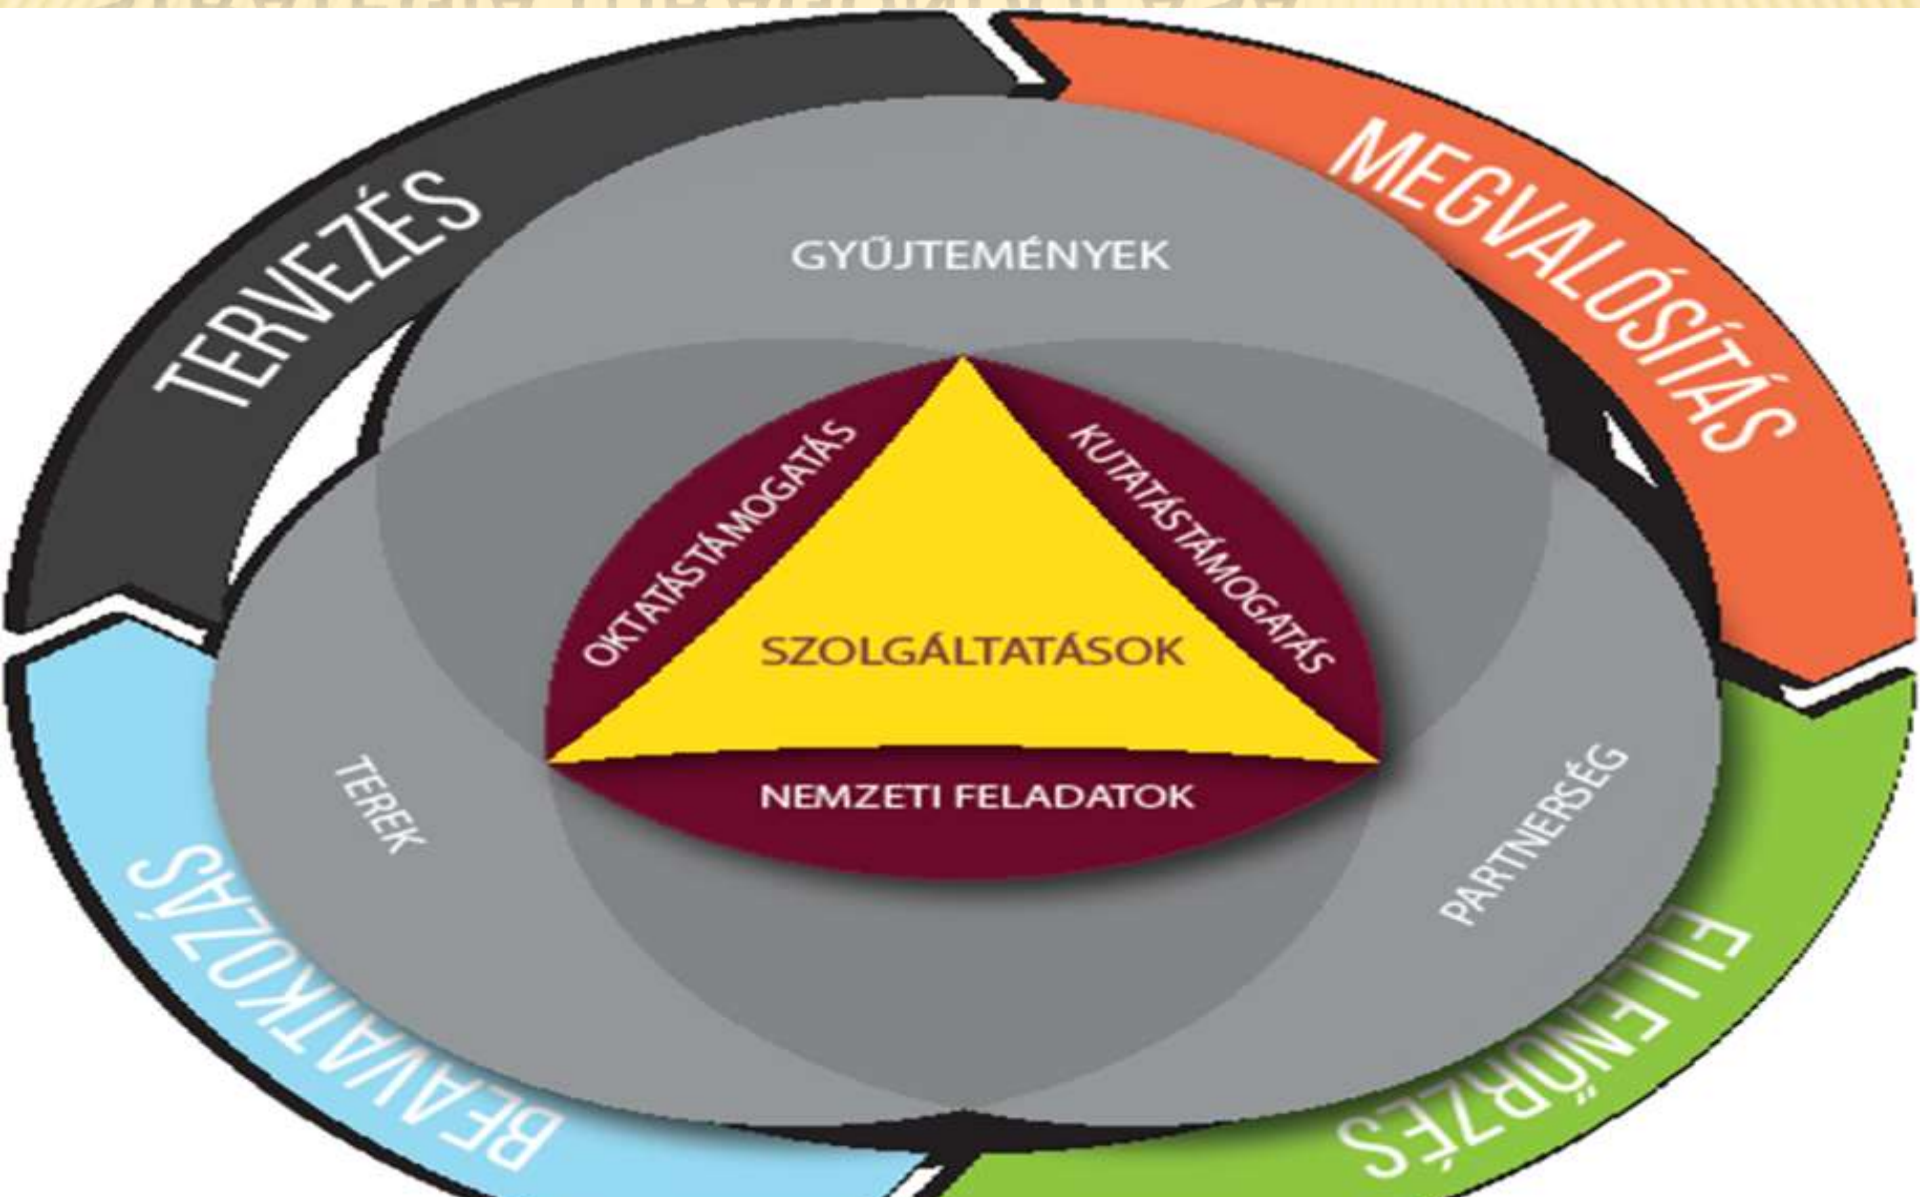 TERVEZÉS
MEGVALÓSÍTÁS
GYŰJTEMÉNYEK
OKTATÁSTÁMOGATÁS
KUTATÁSTÁMOGATÁS
SZOLGÁLTATÁSOK
NEMZETI FELADATOK
TEREK
PARTNERSÉG
BEAVATKOZÁS
ELLENŐRZÉS